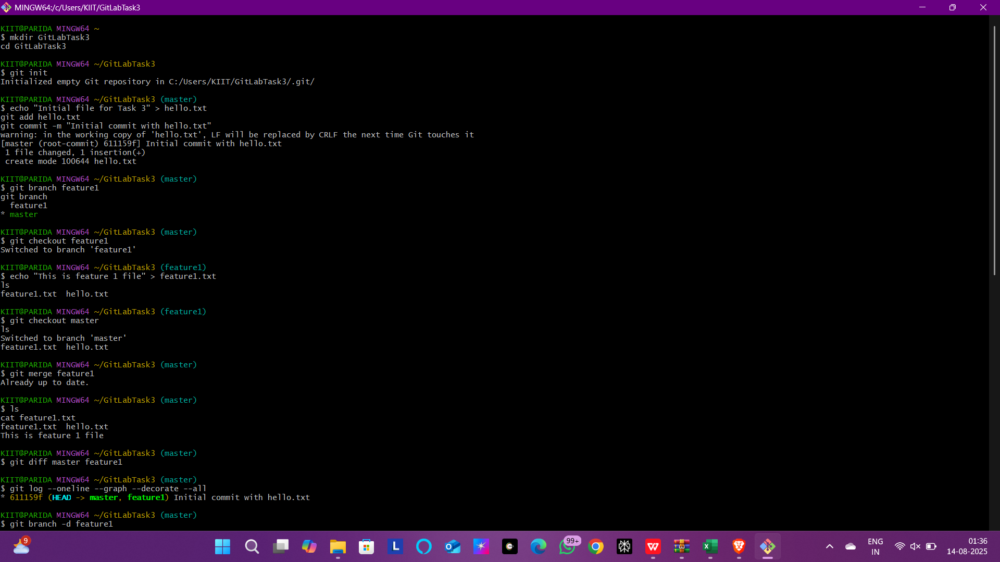 MINGW64:/c/Users/KIIT/GitLabTask3
KIIT@PARIDA MINGW64 ~
$ mkdir GitLabTask3
cd GitLabTask3
KIIT@PARIDA MINGW64 ~/GitLabTask3
$ git init
Initialized empty Git repository in C:/Users/KIIT/GitLabTask3/.git/
KIIT@PARIDA MINGW64 ~/GitLabTask3 (master)
$ echo "Initial file for Task 3" > hello.txt
git add hello.txt
git commit -m "Initial commit with hello.txt"
warning: in the working copy of 'hello.txt', LF will be replaced by CRLF the next time Git touches it
[master (root-commit) 611159f] Initial commit with hello.txt
 1 file changed, 1 insertion(+)
 create mode 100644 hello.txt
KIIT@PARIDA MINGW64 ~/GitLabTask3 (master)
$ git branch feature1
git branch
  feature1
* master
KIIT@PARIDA MINGW64 ~/GitLabTask3 (master)
$ git checkout feature1
Switched to branch 'feature1'
KIIT@PARIDA MINGW64 ~/GitLabTask3 (feature1)
$ echo "This is feature 1 file" > feature1.txt
ls
feature1.txt  hello.txt
KIIT@PARIDA MINGW64 ~/GitLabTask3 (feature1)
$ git checkout master
ls
Switched to branch 'master'
feature1.txt  hello.txt
KIIT@PARIDA MINGW64 ~/GitLabTask3 (master)
$ git merge feature1
Already up to date.
KIIT@PARIDA MINGW64 ~/GitLabTask3 (master)
$ ls
cat feature1.txt
feature1.txt  hello.txt
This is feature 1 file
KIIT@PARIDA MINGW64 ~/GitLabTask3 (master)
$ git diff master feature1
KIIT@PARIDA MINGW64 ~/GitLabTask3 (master)
$ git log --oneline --graph --decorate --all
* 611159f (HEAD -> master, feature1) Initial commit with hello.txt
KIIT@PARIDA MINGW64 ~/GitLabTask3 (master)
$ git branch -d feature1
9
L
99+
ENG
IN
01:36
14-08-2025